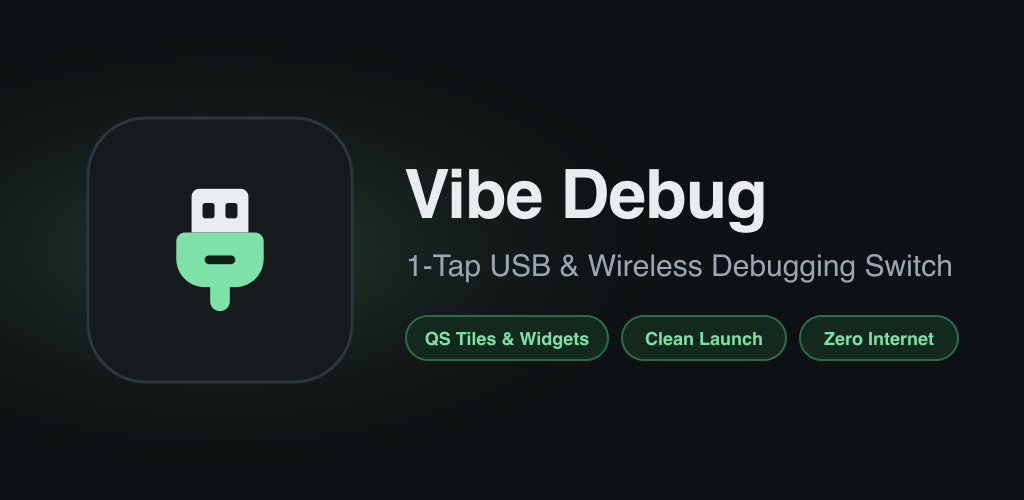 Vibe Debug
1-Tap USB & Wireless Debugging Switch
QS Tiles & Widgets
Clean Launch
Zero Internet